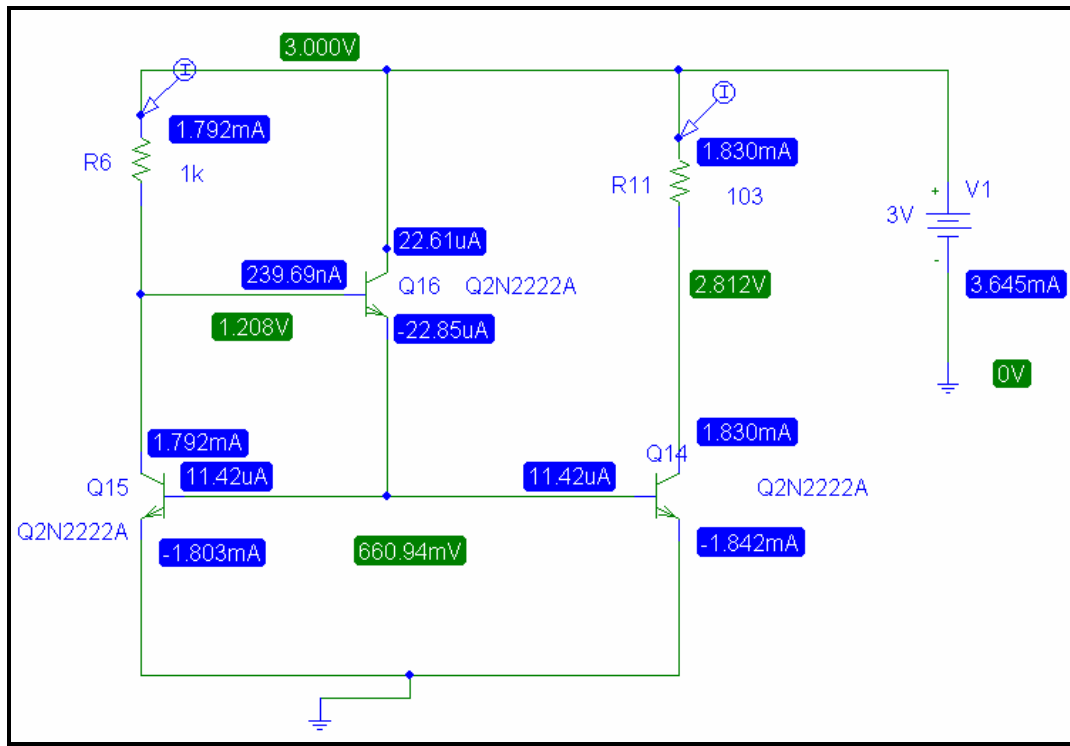 3.000V
I
I
1.792mA
1.830mA
R6
1k
R11
103
V1
+
3V
-
22.61uA
239.69nA
Q16 Q2N2222A
2.812V
3.645mA
1.208V
-22.85uA
0V
1.792mA
1.830mA
Q14
Q15
11.42uA
11.42uA
Q2N2222A
Q2N2222A
-1.803mA
660.94mV
-1.842mA